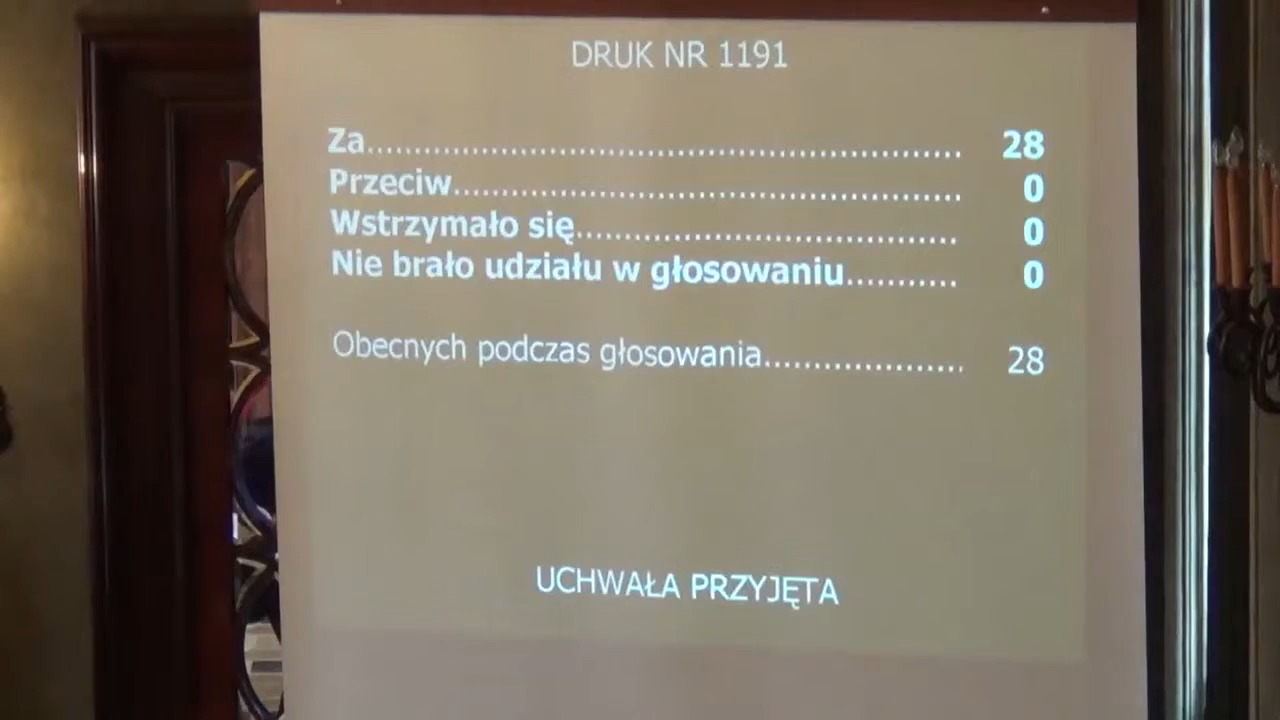 DRUK NR 1191
Za.............................................................. 28
Przeciw..................................................... 0
Wstrzymało się........................................ 0
Nie brało udziału w głosowaniu........... 0
Obecnych podczas głosowania..................... 28
UCHWAŁA PRZYJĘTA